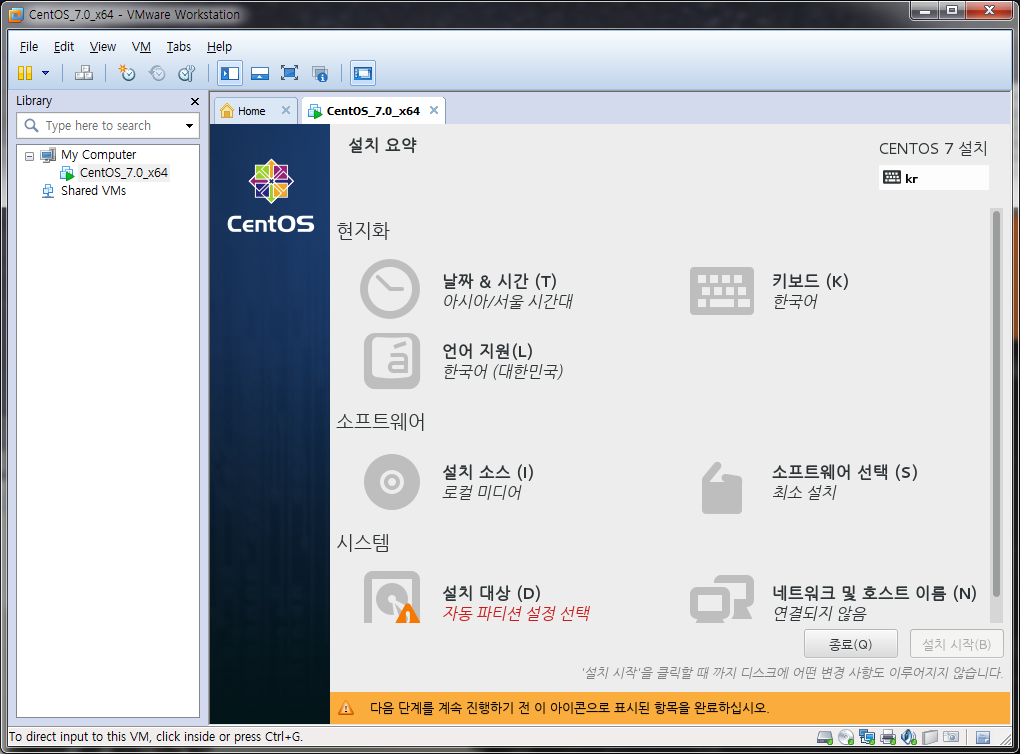 CentOS_7.0_x64 - VMware Workstation
File Edit View VM Tabs Help
Library
Type here to search
My Computer
CentOS_7.0_x64
Shared VMs
Home
CentOS_7.0_x64
CentOS
설치 요약
CENTOS 7 설치
kr
현지화
날짜 & 시간 (T)
아시아/서울 시간대
키보드 (K)
한국어
언어 지원(L)
한국어 (대한민국)
소프트웨어
설치 소스 (I)
로컬 미디어
소프트웨어 선택 (S)
최소 설치
시스템
설치 대상 (D)
자동 파티션 설정 선택
네트워크 및 호스트 이름 (N)
연결되지 않음
종료(Q)
설치 시작(B)
'설치 시작'을 클릭할 때 까지 디스크에 어떤 변경 사항도 이루어지지 않습니다.
다음 단계를 계속 진행하기 전 이 아이콘으로 표시된 항목을 완료하십시오.
To direct input to this VM, click inside or press Ctrl+G.